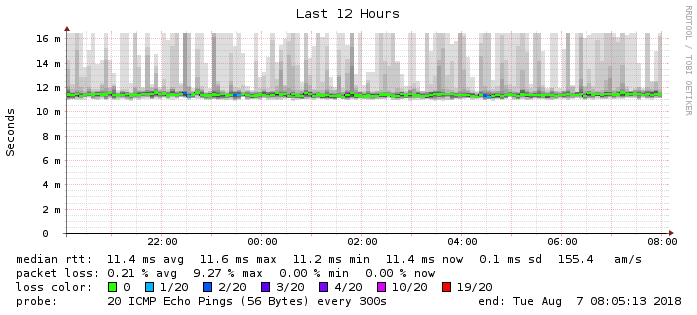 Last 12 Hours
RRDTOOL / TOBI OETIKER
Seconds
16 m
14 m
12 m
10 m
8 m
6 m
4 m
2 m
0
22:00 00:00 02:00 04:00 06:00 08:00
median rtt: 11.4 ms avg 11.6 ms max 11.2 ms min 11.4 ms now 0.1 ms sd 155.4 am/s
packet loss: 0.21 % avg 9.27 % max 0.00 % min 0.00 % now
loss color: 0 1/20 2/20 3/20 4/20 10/20 19/20
probe: 20 ICMP Echo Pings (56 Bytes) every 300s end: Tue Aug 7 08:05:13 2018